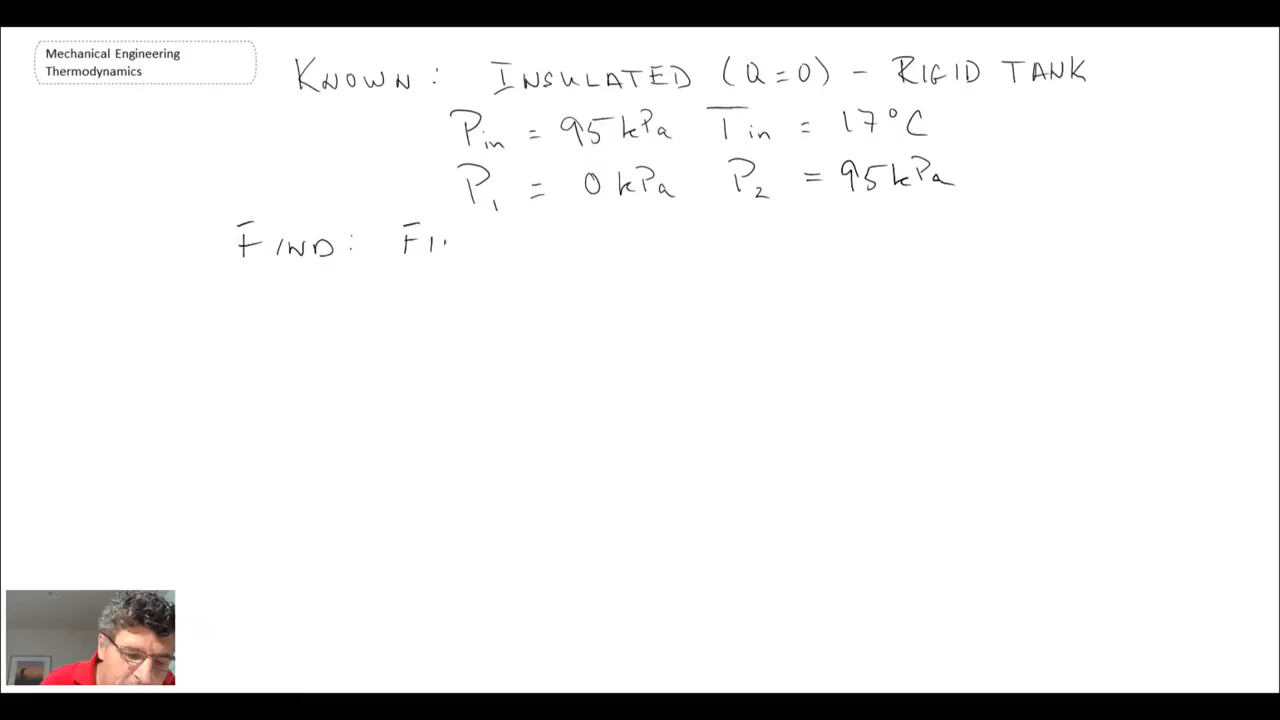 Mechanical Engineering
Thermodynamics
KNOWN: INSULATED (Q=0) - RIGID TANK
Pin = 95 kPa Tin = 17°C
P1 = 0 kPa P2 = 95 kPa
FIND: FI